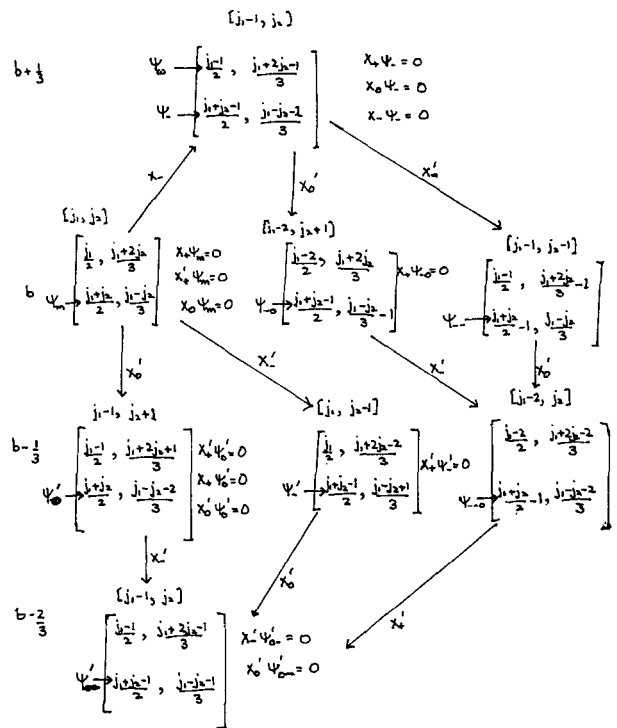 [j₁-1, j₂]
b+⅓
ψ₀₀ → [ (j₁-1)/2 , (j₁+2j₂-1)/3 ] x₊ψ₋=0
x₀ψ₋=0
ψ₋ → [ (j₁+j₂-1)/2 , (j₁-j₂-2)/3 ] x₋ψ₋=0
x₋ x₀′ x₋′
[j₁, j₂] [j₁-2, j₂+1] [j₁-1, j₂-1]
[ j₁/2 , (j₁+2j₂)/3 ] x₊ψₘ=0 [ (j₁-2)/2 , (j₁+2j₂)/3 ] x₊ψ₋₀=0 [ (j₁-1)/2 , (j₁+2j₂)/3 -1 ]
x₊′ψₘ=0
b ψₘ → [ (j₁+j₂)/2 , (j₁-j₂)/3 ] x₀ψₘ=0 ψ₋₀ → [ (j₁+j₂-1)/2 , (j₁-j₂)/3 -1 ] ψ₋₋ → [ (j₁+j₂)/2 -1 , (j₁-j₂)/3 ]
x₀′ x₋′ x₋′ x₀′
j₁-1, j₂+1 [j₁, j₂-1] [j₁-2, j₂]
b-⅓ [ (j₁-1)/2 , (j₁+2j₂+1)/3 ] x₊′ψ₀′=0 [ j₁/2 , (j₁+2j₂-2)/3 ] x₊′ψ₋′=0 [ (j₁-2)/2 , (j₁+2j₂-2)/3 ]
x₊ψ₀′=0
ψ₀′ → [ (j₁+j₂)/2 , (j₁-j₂-2)/3 ] x₀′ψ₀′=0 ψ₋′ → [ (j₁+j₂-1)/2 , (j₁-j₂+1)/3 ] ψ₋₋₀ → [ (j₁+j₂)/2 -1 , (j₁-j₂-2)/3 ]
x₋′ x₀′ x₊′
[j₁-1, j₂]
b-⅔
[ (j₁-1)/2 , (j₁+2j₂-1)/3 ] x₋′ψ₀₋′=0
x₀′ψ₀₋′=0
→ [ (j₁+j₂-1)/2 , (j₁-j₂-1)/3 ]